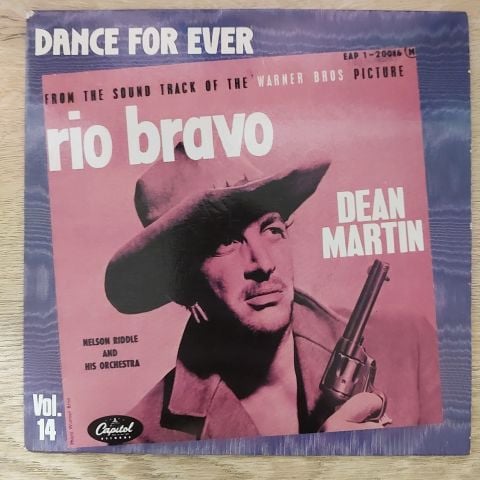 DANCE FOR EVER
EAP 1-20086 M
FROM THE SOUND TRACK OF THE WARNER BROS PICTURE
rio bravo
DEAN
MARTIN
NELSON RIDDLE
AND
HIS ORCHESTRA
Vol.
14
Capitol
RECORDS